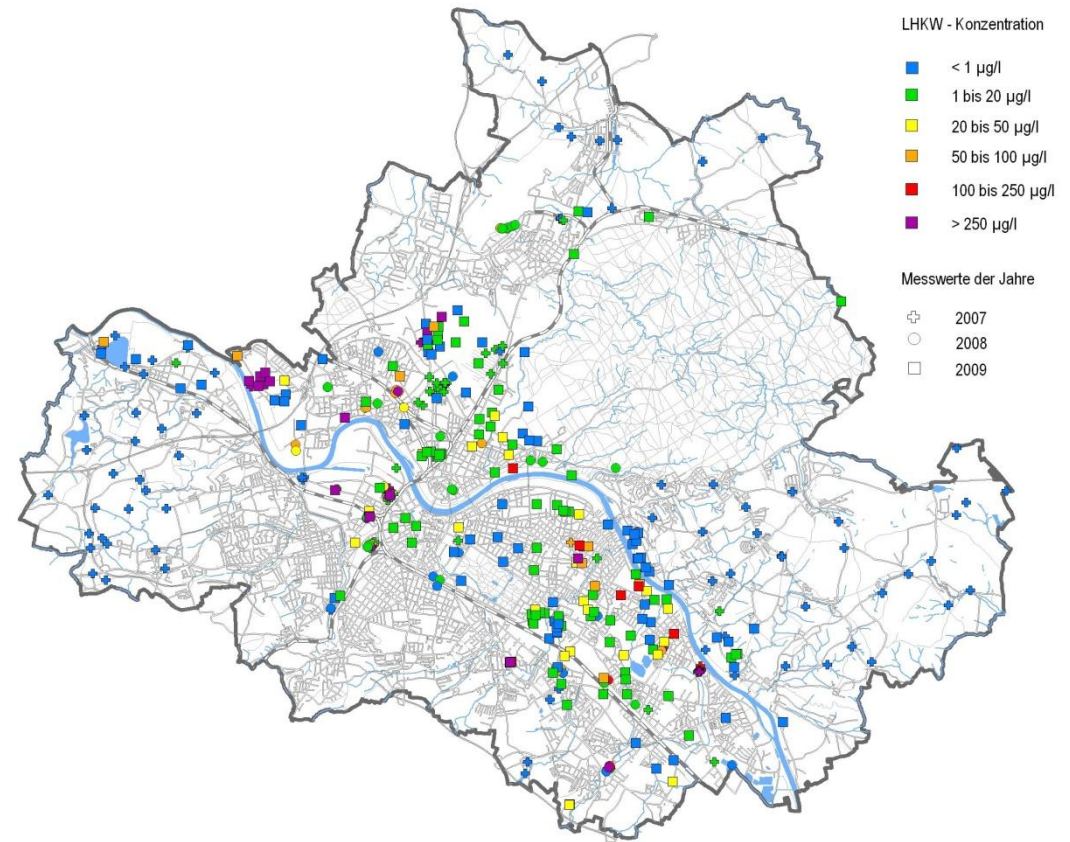 LHKW - Konzentration
< 1 µg/l
1 bis 20 µg/l
20 bis 50 µg/l
50 bis 100 µg/l
100 bis 250 µg/l
> 250 µg/l
Messwerte der Jahre
2007
2008
2009